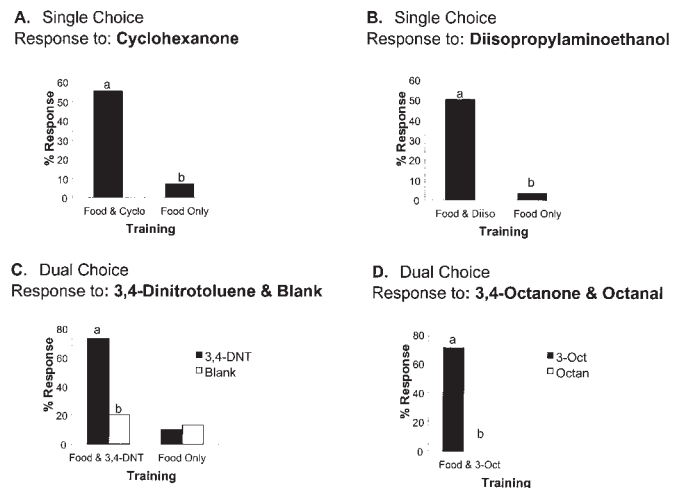 A. Single Choice
Response to: Cyclohexanone
% Response
60
50
40
30
20
10
0
a
b
Food & Cyclo Food Only
Training
B. Single Choice
Response to: Diisopropylaminoethanol
% Response
60
50
40
30
20
10
0
a
b
Food & Diiso Food Only
Training
C. Dual Choice
Response to: 3,4-Dinitrotoluene & Blank
% Response
80
60
40
20
0
a
b
3,4-DNT
Blank
Food & 3,4-DNT Food Only
Training
D. Dual Choice
Response to: 3,4-Octanone & Octanal
% Response
80
60
40
20
0
a
b
3-Oct
Octan
Food & 3-Oct
Training